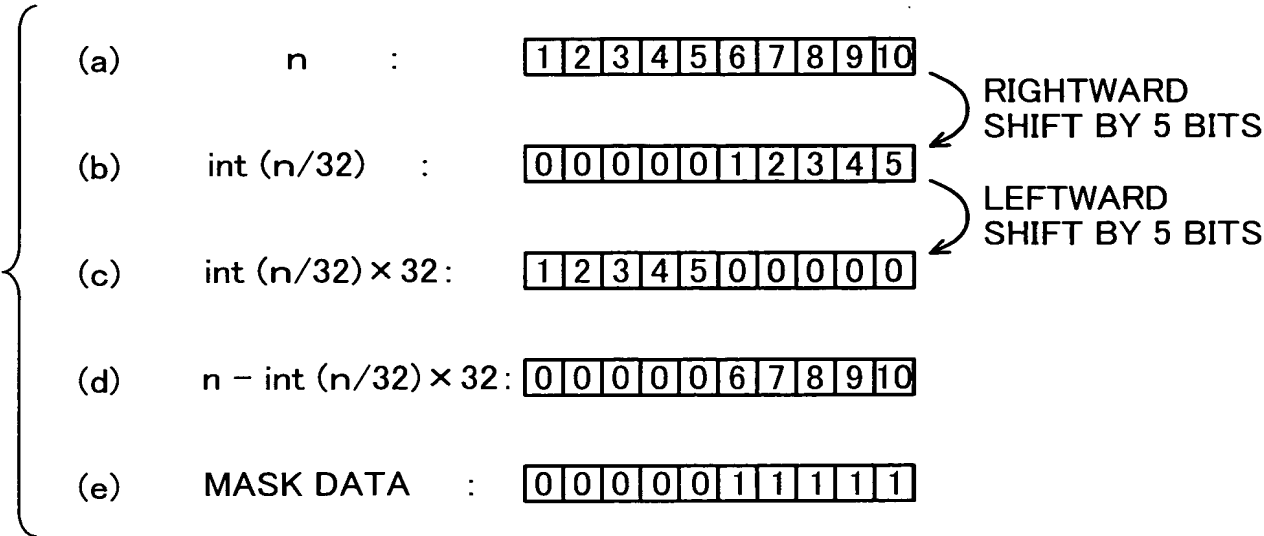 (a) n : 1 2 3 4 5 6 7 8 9 10
RIGHTWARD
SHIFT BY 5 BITS
(b) int (n/32) : 0 0 0 0 0 1 2 3 4 5
LEFTWARD
SHIFT BY 5 BITS
(c) int (n/32) × 32 : 1 2 3 4 5 0 0 0 0 0
(d) n − int (n/32) × 32 : 0 0 0 0 0 6 7 8 9 10
(e) MASK DATA : 0 0 0 0 0 1 1 1 1 1